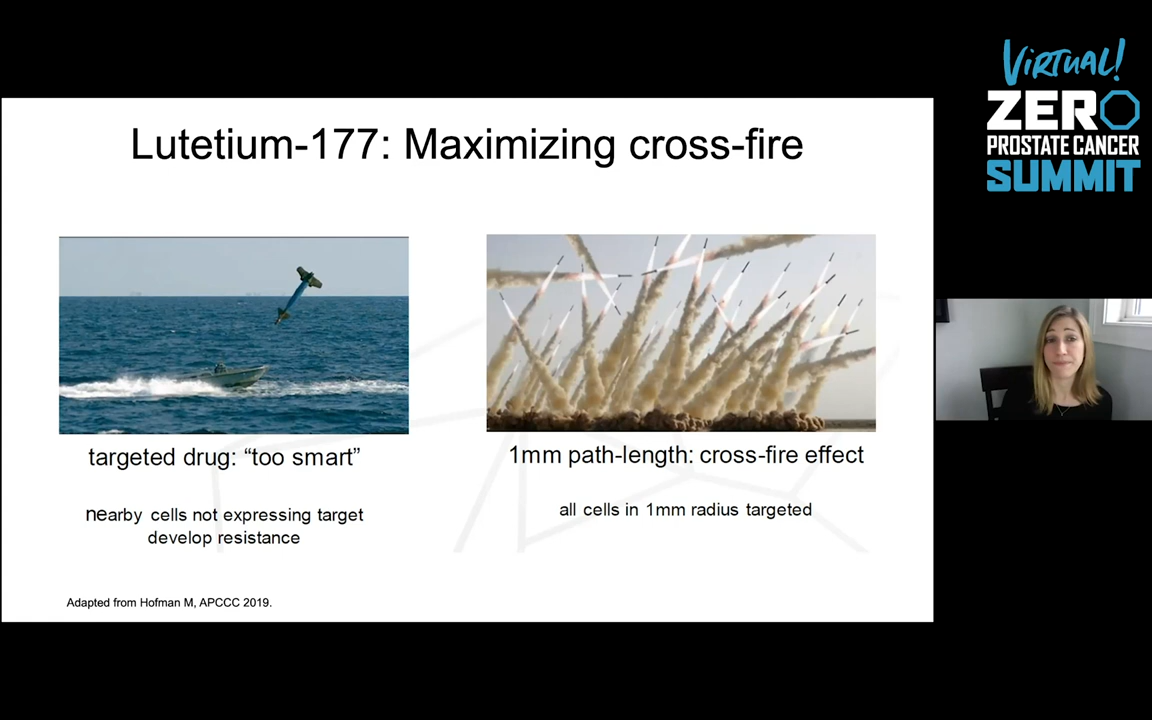 Lutetium-177: Maximizing cross-fire
targeted drug: “too smart”
nearby cells not expressing target
develop resistance
1mm path-length: cross-fire effect
all cells in 1mm radius targeted
Adapted from Hofman M, APCCC 2019.
VIRTUAL!
ZERO
PROSTATE CANCER
SUMMIT